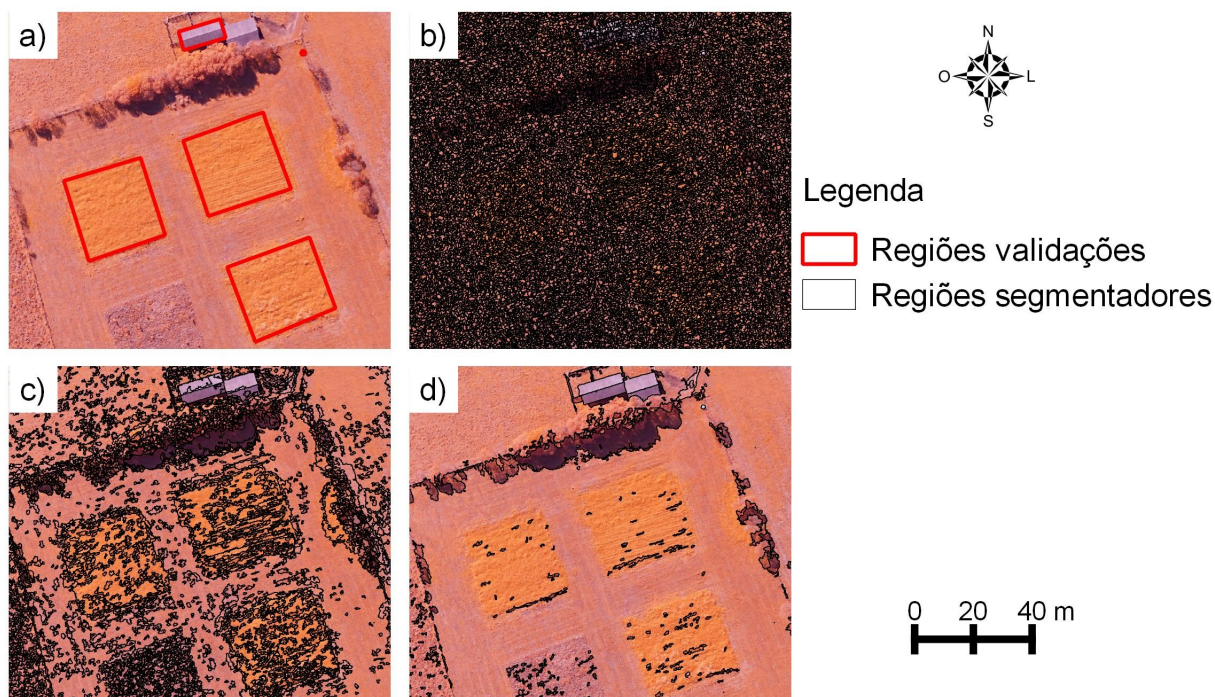 a)
b)
N
O
L
S
Legenda
Regiões validações
Regiões segmentadores
c)
d)
0 20 40 m